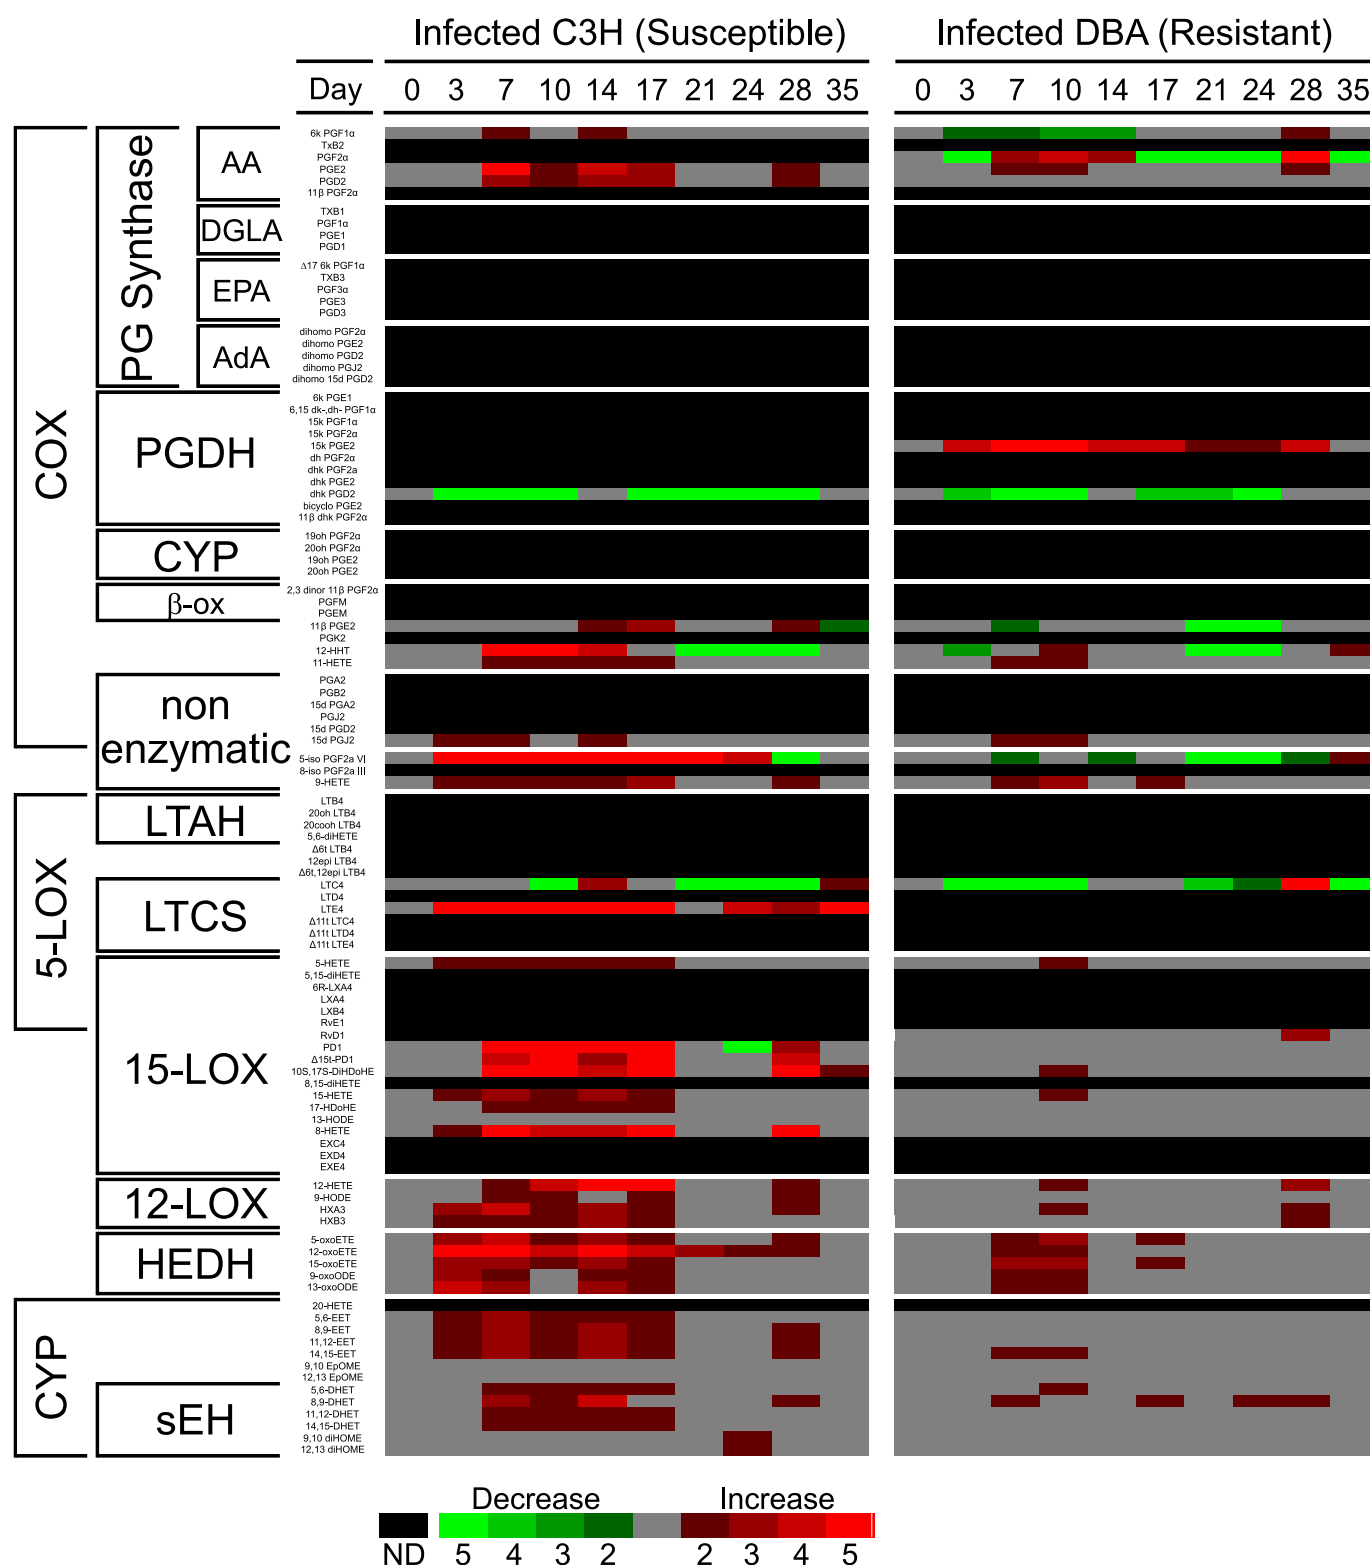 Infected C3H (Susceptible) Infected DBA (Resistant)
Day 0 3 7 10 14 17 21 24 28 35 0 3 7 10 14 17 21 24 28 35
COX
PG Synthase
AA
6k PGF1α
TxB2
PGF2α
PGE2
PGD2
11β PGF2α
DGLA
TXB1
PGF1α
PGE1
PGD1
EPA
Δ17 6k PGF1α
TXB3
PGF3α
PGE3
PGD3
AdA
dihomo PGF2α
dihomo PGE2
dihomo PGD2
dihomo PGJ2
dihomo 15d PGD2
PGDH
6k PGE1
6,15 dk-,dh- PGF1α
15k PGF1α
15k PGF2α
15k PGE2
dh PGF2α
dhk PGF2a
dhk PGE2
dhk PGD2
bicyclo PGE2
11β dhk PGF2α
CYP
19oh PGF2α
20oh PGF2α
19oh PGE2
20oh PGE2
β-ox
2,3 dinor 11β PGF2α
PGFM
PGEM
11β PGE2
PGK2
12-HHT
11-HETE
non
enzymatic
PGA2
PGB2
15d PGA2
PGJ2
15d PGD2
15d PGJ2
5-iso PGF2a VI
8-iso PGF2a III
9-HETE
5-LOX
LTAH
LTB4
20oh LTB4
20cooh LTB4
5,6-diHETE
Δ6t LTB4
12epi LTB4
Δ6t,12epi LTB4
LTCS
LTC4
LTD4
LTE4
Δ11t LTC4
Δ11t LTD4
Δ11t LTE4
15-LOX
5-HETE
5,15-diHETE
6R-LXA4
LXA4
LXB4
RvE1
RvD1
PD1
Δ15t-PD1
10S,17S-DiHDoHE
8,15-diHETE
15-HETE
17-HDoHE
13-HODE
8-HETE
EXC4
EXD4
EXE4
12-LOX
12-HETE
9-HODE
HXA3
HXB3
HEDH
5-oxoETE
12-oxoETE
15-oxoETE
9-oxoODE
13-oxoODE
CYP
20-HETE
5,6-EET
8,9-EET
11,12-EET
14,15-EET
9,10 EpOME
12,13 EpOME
sEH
5,6-DHET
8,9-DHET
11,12-DHET
14,15-DHET
9,10 diHOME
12,13 diHOME
Decrease Increase
ND 5 4 3 2 2 3 4 5